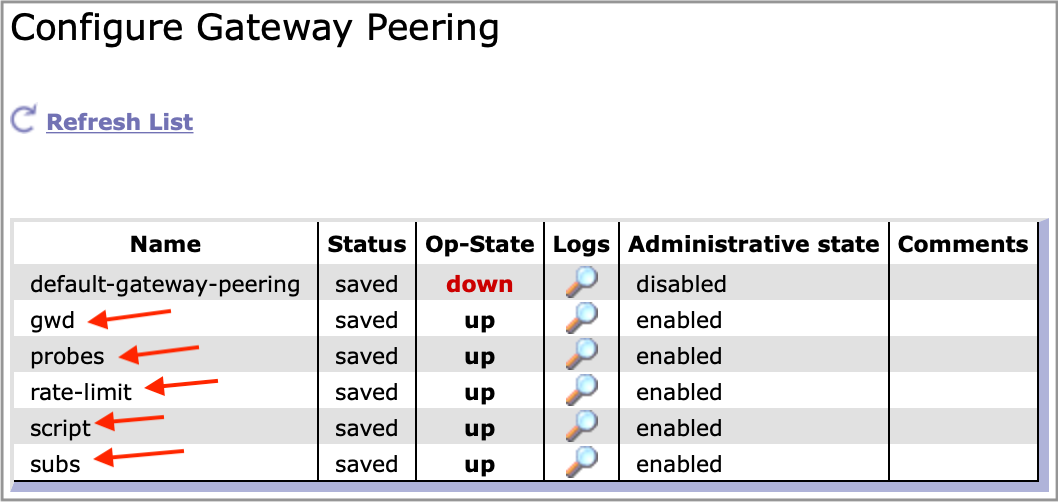 Configure Gateway Peering
Refresh List
Name Status Op-State Logs Administrative state Comments
default-gateway-peering saved down disabled
gwd saved up enabled
probes saved up enabled
rate-limit saved up enabled
script saved up enabled
subs saved up enabled